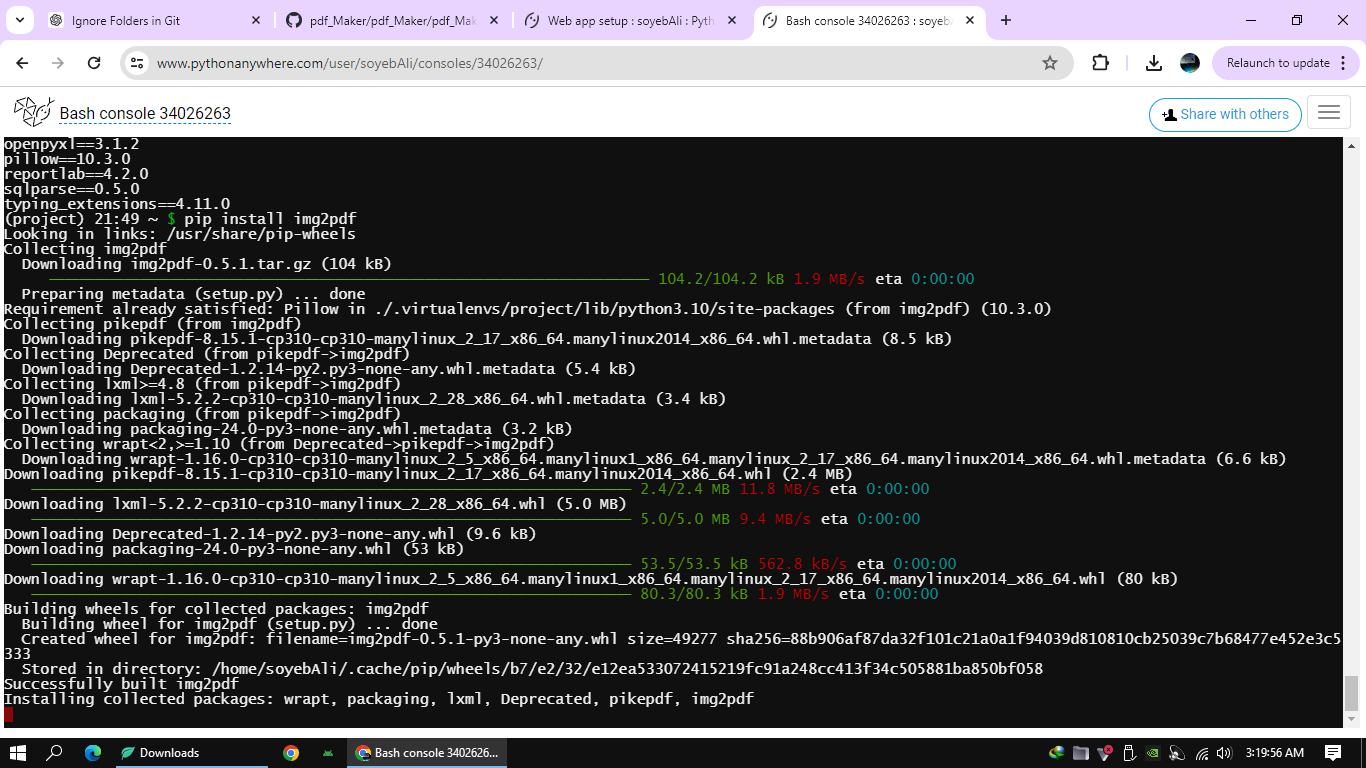 Ignore Folders in Git
pdf_Maker/pdf_Maker/pdf_Mak
Web app setup : soyebAli : Pyth
Bash console 34026263 : soyeba
www.pythonanywhere.com/user/soyebAli/consoles/34026263/
Relaunch to update
Bash console 34026263
Share with others
openpyxl==3.1.2
pillow==10.3.0
reportlab==4.2.0
sqlparse==0.5.0
typing_extensions==4.11.0
(project) 21:49 ~ $ pip install img2pdf
Looking in links: /usr/share/pip-wheels
Collecting img2pdf
Downloading img2pdf-0.5.1.tar.gz (104 kB)
104.2/104.2 kB 1.9 MB/s eta 0:00:00
Preparing metadata (setup.py) ... done
Requirement already satisfied: Pillow in ./.virtualenvs/project/lib/python3.10/site-packages (from img2pdf) (10.3.0)
Collecting pikepdf (from img2pdf)
Downloading pikepdf-8.15.1-cp310-cp310-manylinux_2_17_x86_64.manylinux2014_x86_64.whl.metadata (8.5 kB)
Collecting Deprecated (from pikepdf->img2pdf)
Downloading Deprecated-1.2.14-py2.py3-none-any.whl.metadata (5.4 kB)
Collecting lxml>=4.8 (from pikepdf->img2pdf)
Downloading lxml-5.2.2-cp310-cp310-manylinux_2_28_x86_64.whl.metadata (3.4 kB)
Collecting packaging (from pikepdf->img2pdf)
Downloading packaging-24.0-py3-none-any.whl.metadata (3.2 kB)
Collecting wrapt<2,>=1.10 (from Deprecated->pikepdf->img2pdf)
Downloading wrapt-1.16.0-cp310-cp310-manylinux_2_5_x86_64.manylinux1_x86_64.manylinux_2_17_x86_64.manylinux2014_x86_64.whl.metadata (6.6 kB)
Downloading pikepdf-8.15.1-cp310-cp310-manylinux_2_17_x86_64.manylinux2014_x86_64.whl (2.4 MB)
2.4/2.4 MB 11.8 MB/s eta 0:00:00
Downloading lxml-5.2.2-cp310-cp310-manylinux_2_28_x86_64.whl (5.0 MB)
5.0/5.0 MB 9.4 MB/s eta 0:00:00
Downloading Deprecated-1.2.14-py2.py3-none-any.whl (9.6 kB)
Downloading packaging-24.0-py3-none-any.whl (53 kB)
53.5/53.5 kB 562.8 kB/s eta 0:00:00
Downloading wrapt-1.16.0-cp310-cp310-manylinux_2_5_x86_64.manylinux1_x86_64.manylinux_2_17_x86_64.manylinux2014_x86_64.whl (80 kB)
80.3/80.3 kB 1.9 MB/s eta 0:00:00
Building wheels for collected packages: img2pdf
Building wheel for img2pdf (setup.py) ... done
Created wheel for img2pdf: filename=img2pdf-0.5.1-py3-none-any.whl size=49277 sha256=88b906af87da32f101c21a0a1f94039d810810cb25039c7b68477e452e3c5
333
Stored in directory: /home/soyebAli/.cache/pip/wheels/b7/e2/32/e12ea533072415219fc91a248cc413f34c505881ba850bf058
Successfully built img2pdf
Installing collected packages: wrapt, packaging, lxml, Deprecated, pikepdf, img2pdf
Downloads
Bash console 3402626...
3:19:56 AM